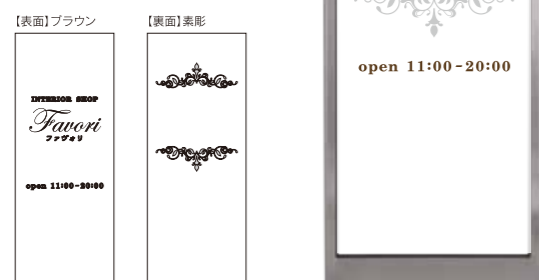 【表面】ブラウン
INTERIOR SHOP
Favori
ファヴォリ
open 11:00-20:00
【裏面】素彫
open 11:00-20:00